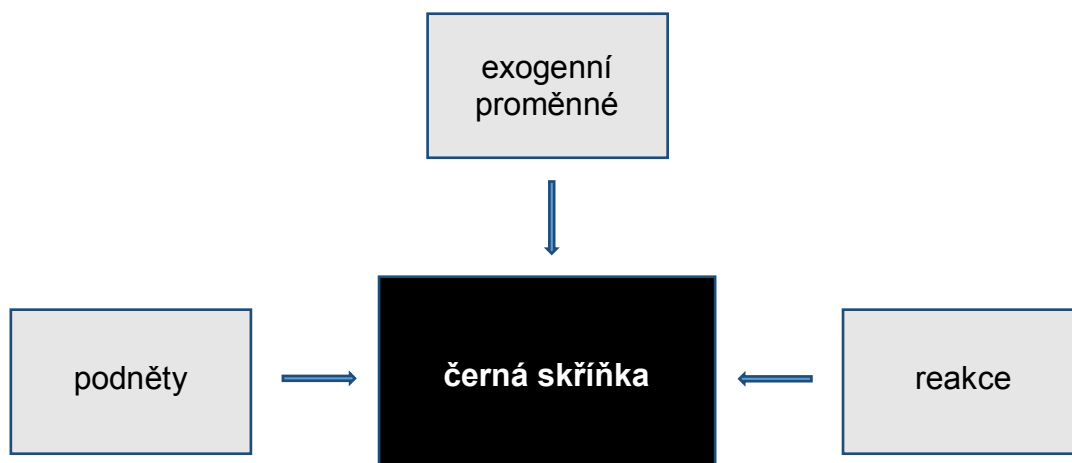 exogenní
proměnné
podněty
černá skříňka
reakce